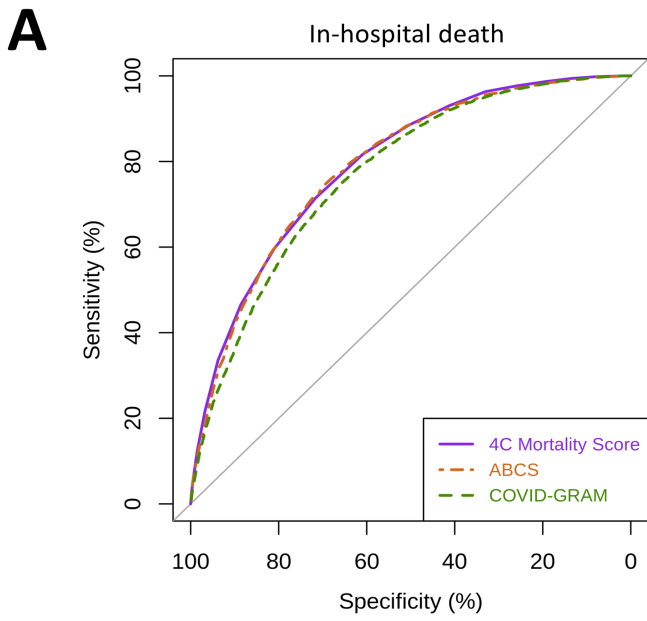 A
In-hospital death
100
80
60
40
20
0
Sensitivity (%)
4C Mortality Score
ABCS
COVID-GRAM
100 80 60 40 20 0
Specificity (%)